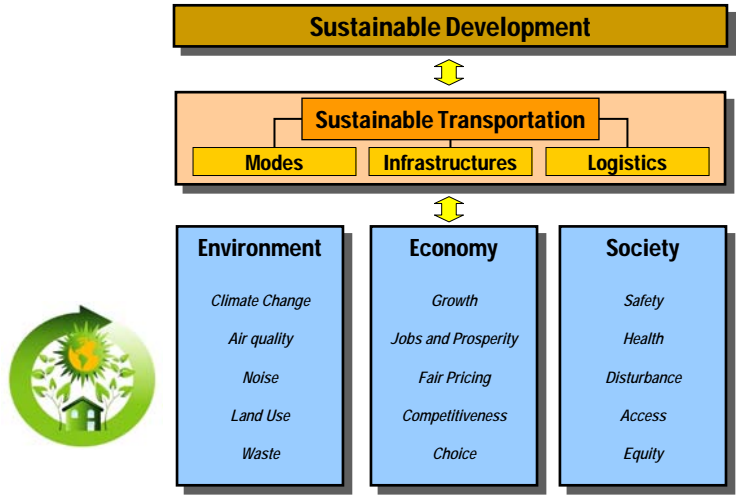 Sustainable Development
Sustainable Transportation
Modes
Infrastructures
Logistics
Environment
Climate Change
Air quality
Noise
Land Use
Waste
Economy
Growth
Jobs and Prosperity
Fair Pricing
Competitiveness
Choice
Society
Safety
Health
Disturbance
Access
Equity